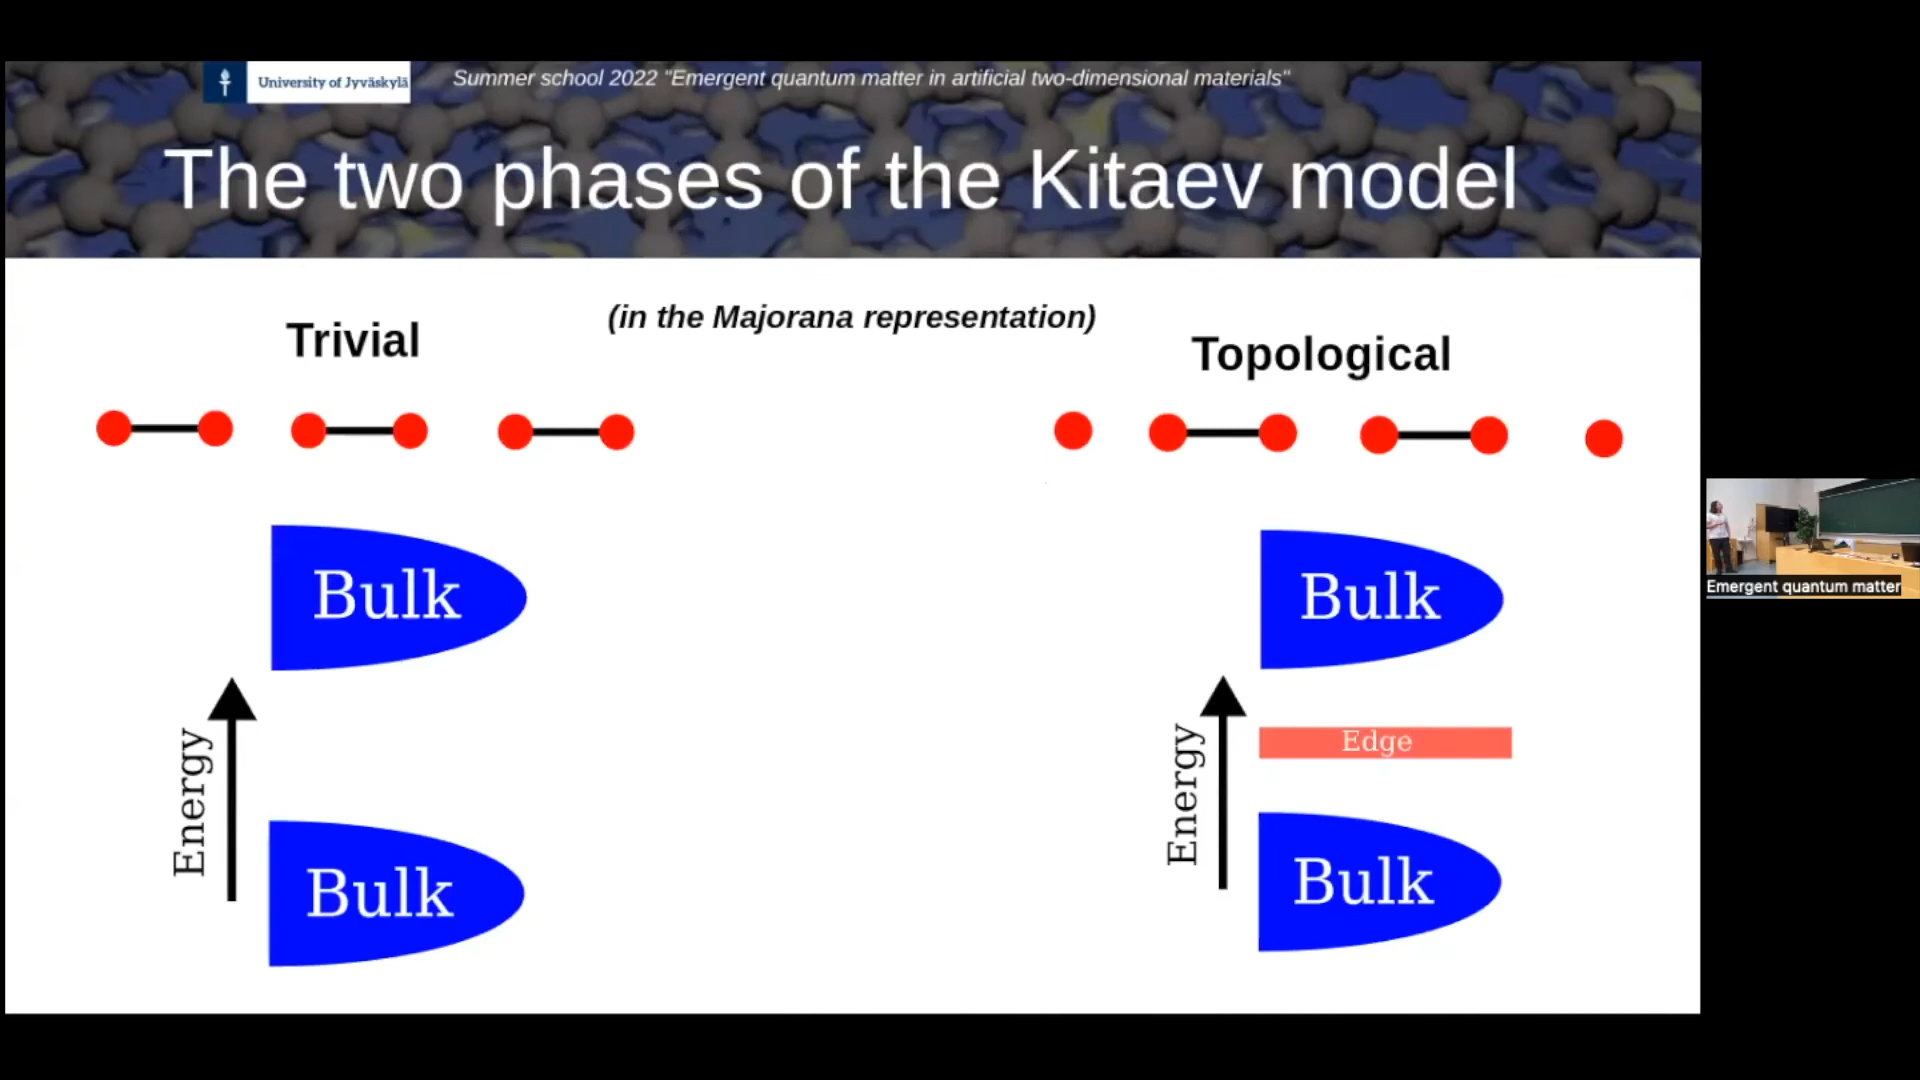 University of Jyväskylä
Summer school 2022 "Emergent quantum matter in artificial two-dimensional materials"
The two phases of the Kitaev model
(in the Majorana representation)
Trivial
Topological
Bulk
Energy
Bulk
Bulk
Energy
Edge
Bulk
Emergent quantum matter